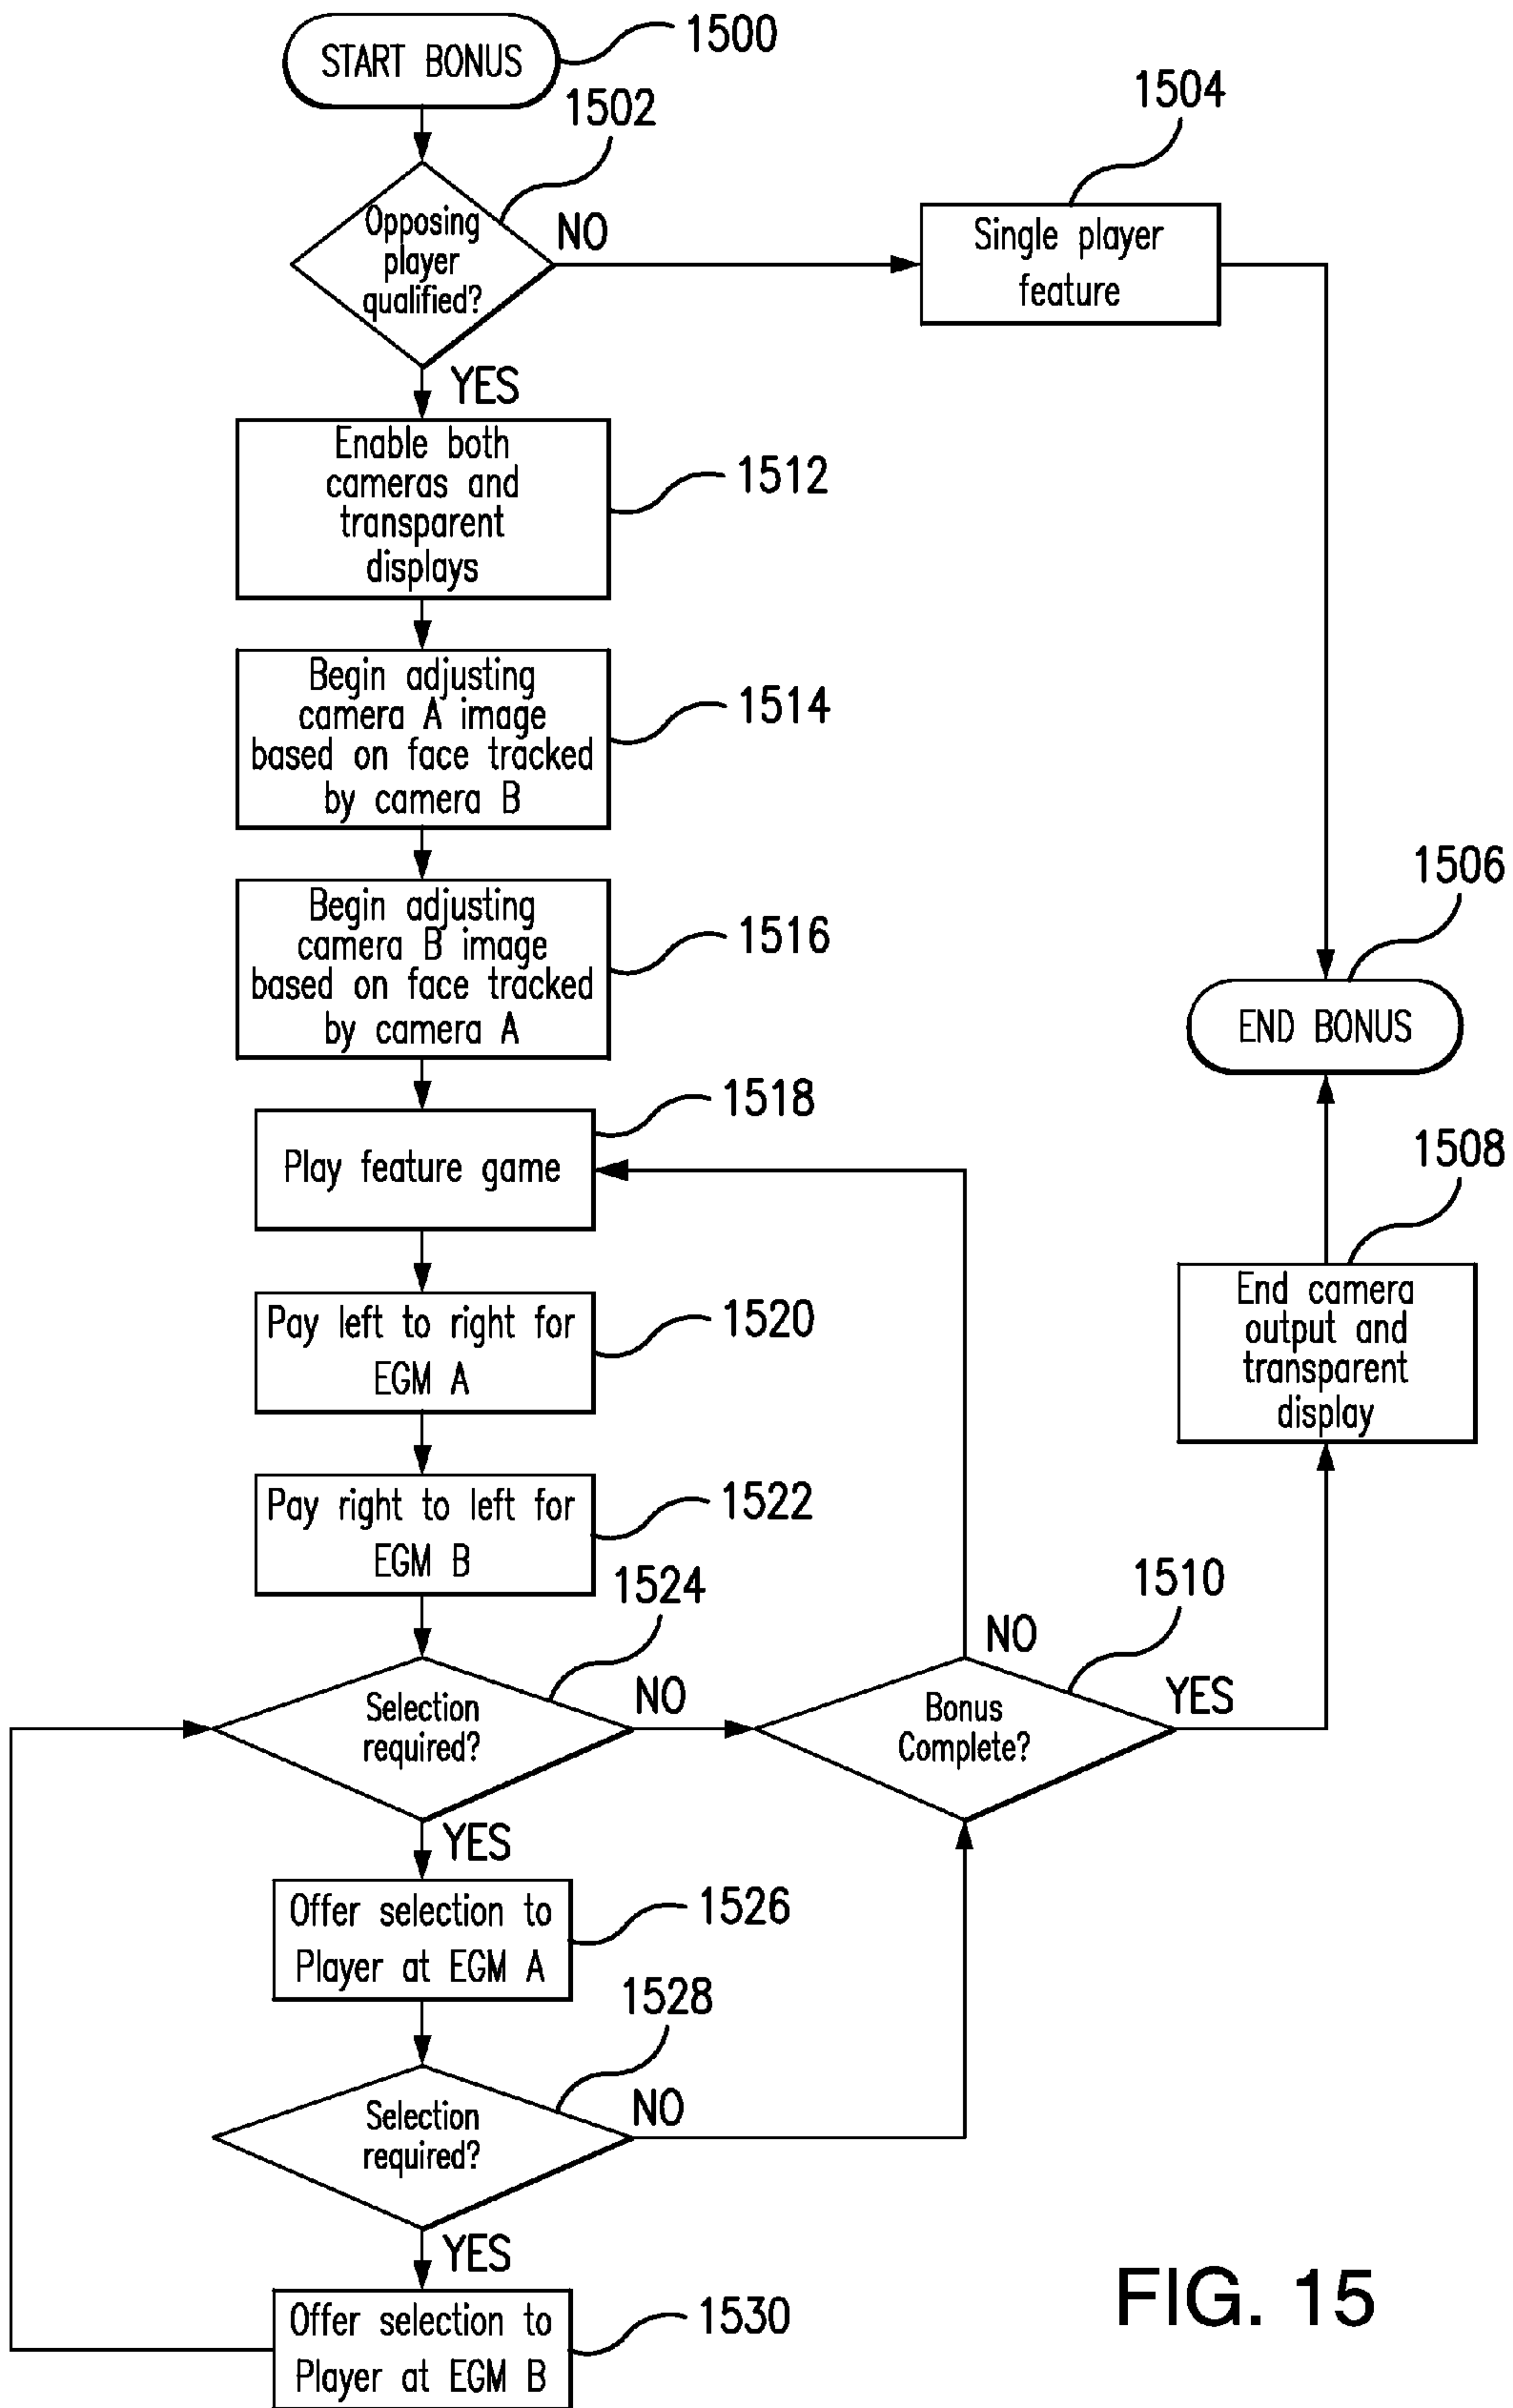 START BONUS
1500
1502
Opposing
player
qualified?
NO
YES
1504
Single player
feature
Enable both
cameras and
transparent
displays
1512
Begin adjusting
camera A image
based on face tracked
by camera B
1514
Begin adjusting
camera B image
based on face tracked
by camera A
1516
1506
END BONUS
1518
Play feature game
1508
End camera
output and
transparent
display
Pay left to right for
EGM A
1520
Pay right to left for
EGM B
1522
1524
Selection
required?
NO
YES
1510
Bonus
Complete?
NO
YES
Offer selection to
Player at EGM A
1526
1528
Selection
required?
NO
YES
Offer selection to
Player at EGM B
1530
FIG. 15